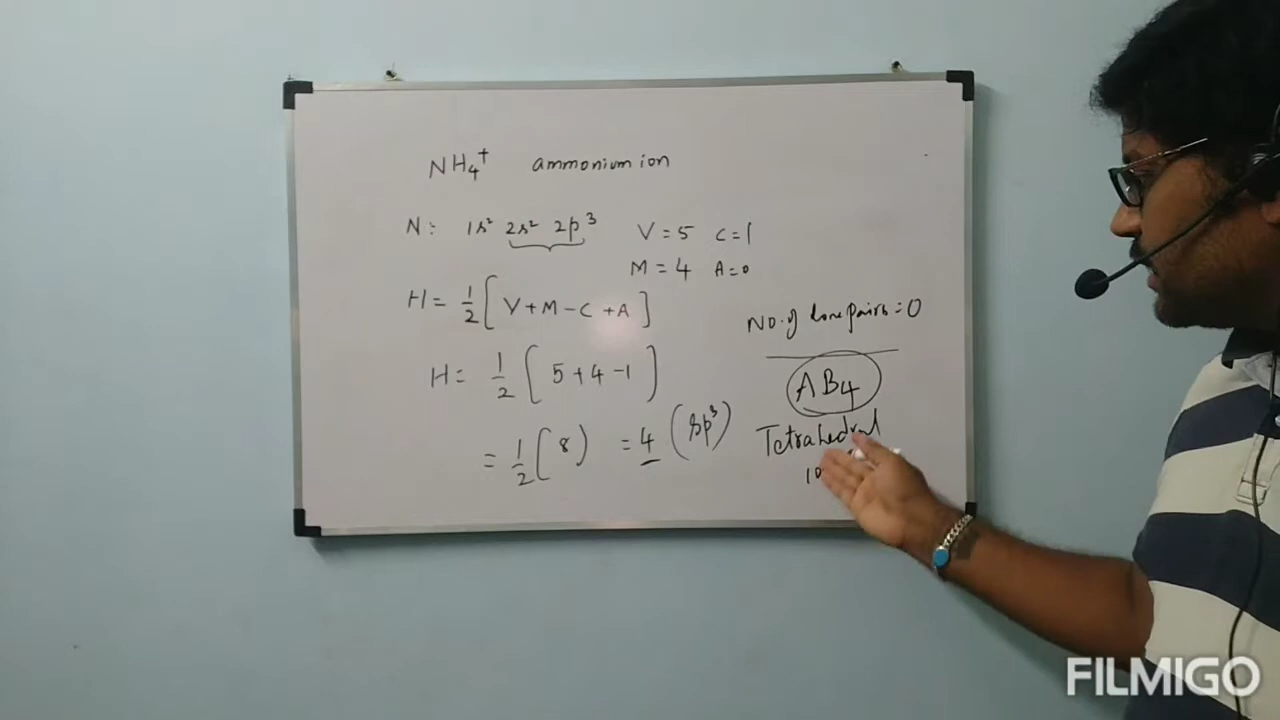 NH₄⁺ ammonium ion
N: 1s² 2s² 2p³ V = 5 C = 1
M = 4 A = 0
H = 1/2 [V + M - C + A]
No. of lone pairs = 0
H = 1/2 [5 + 4 - 1]
AB₄
= 1/2 [8) = 4 (sp³)
Tetrahedral
10
FILMIGO